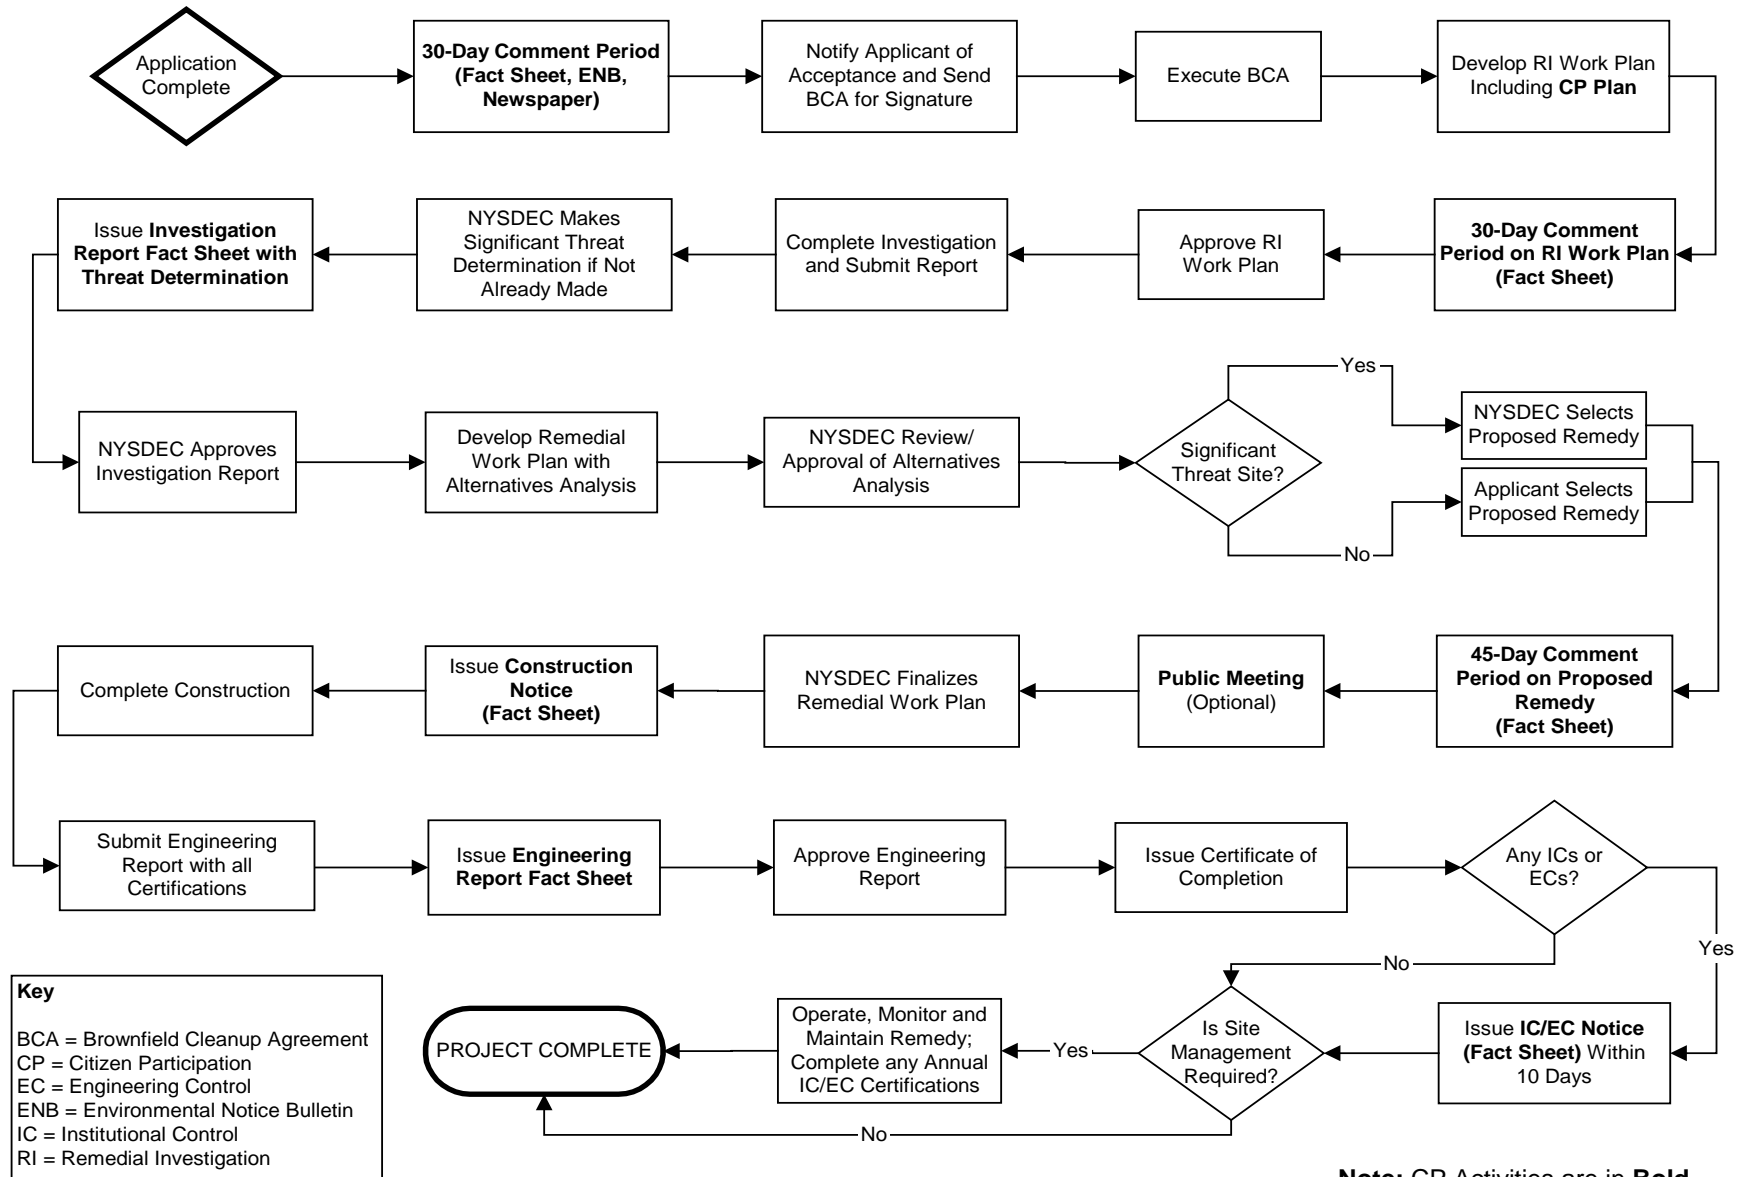 Application
Complete
30-Day Comment Period
(Fact Sheet, ENB,
Newspaper)
Notify Applicant of
Acceptance and Send
BCA for Signature
Execute BCA
Develop RI Work Plan
Including CP Plan
Issue Investigation
Report Fact Sheet with
Threat Determination
NYSDEC Makes
Significant Threat
Determination if Not
Already Made
Complete Investigation
and Submit Report
Approve RI
Work Plan
30-Day Comment
Period on RI Work Plan
(Fact Sheet)
NYSDEC Approves
Investigation Report
Develop Remedial
Work Plan with
Alternatives Analysis
NYSDEC Review/
Approval of Alternatives
Analysis
Significant
Threat Site?
Yes
No
NYSDEC Selects
Proposed Remedy
Applicant Selects
Proposed Remedy
Complete Construction
Issue Construction
Notice
(Fact Sheet)
NYSDEC Finalizes
Remedial Work Plan
Public Meeting
(Optional)
45-Day Comment
Period on Proposed
Remedy
(Fact Sheet)
Submit Engineering
Report with all
Certifications
Issue Engineering
Report Fact Sheet
Approve Engineering
Report
Issue Certificate of
Completion
Any ICs or
ECs?
Yes
No
Key
BCA = Brownfield Cleanup Agreement
CP = Citizen Participation
EC = Engineering Control
ENB = Environmental Notice Bulletin
IC = Institutional Control
RI = Remedial Investigation
PROJECT COMPLETE
Operate, Monitor and
Maintain Remedy;
Complete any Annual
IC/EC Certifications
Yes
Is Site
Management
Required?
Issue IC/EC Notice
(Fact Sheet) Within
10 Days
No
Note: CP Activities are in Bold